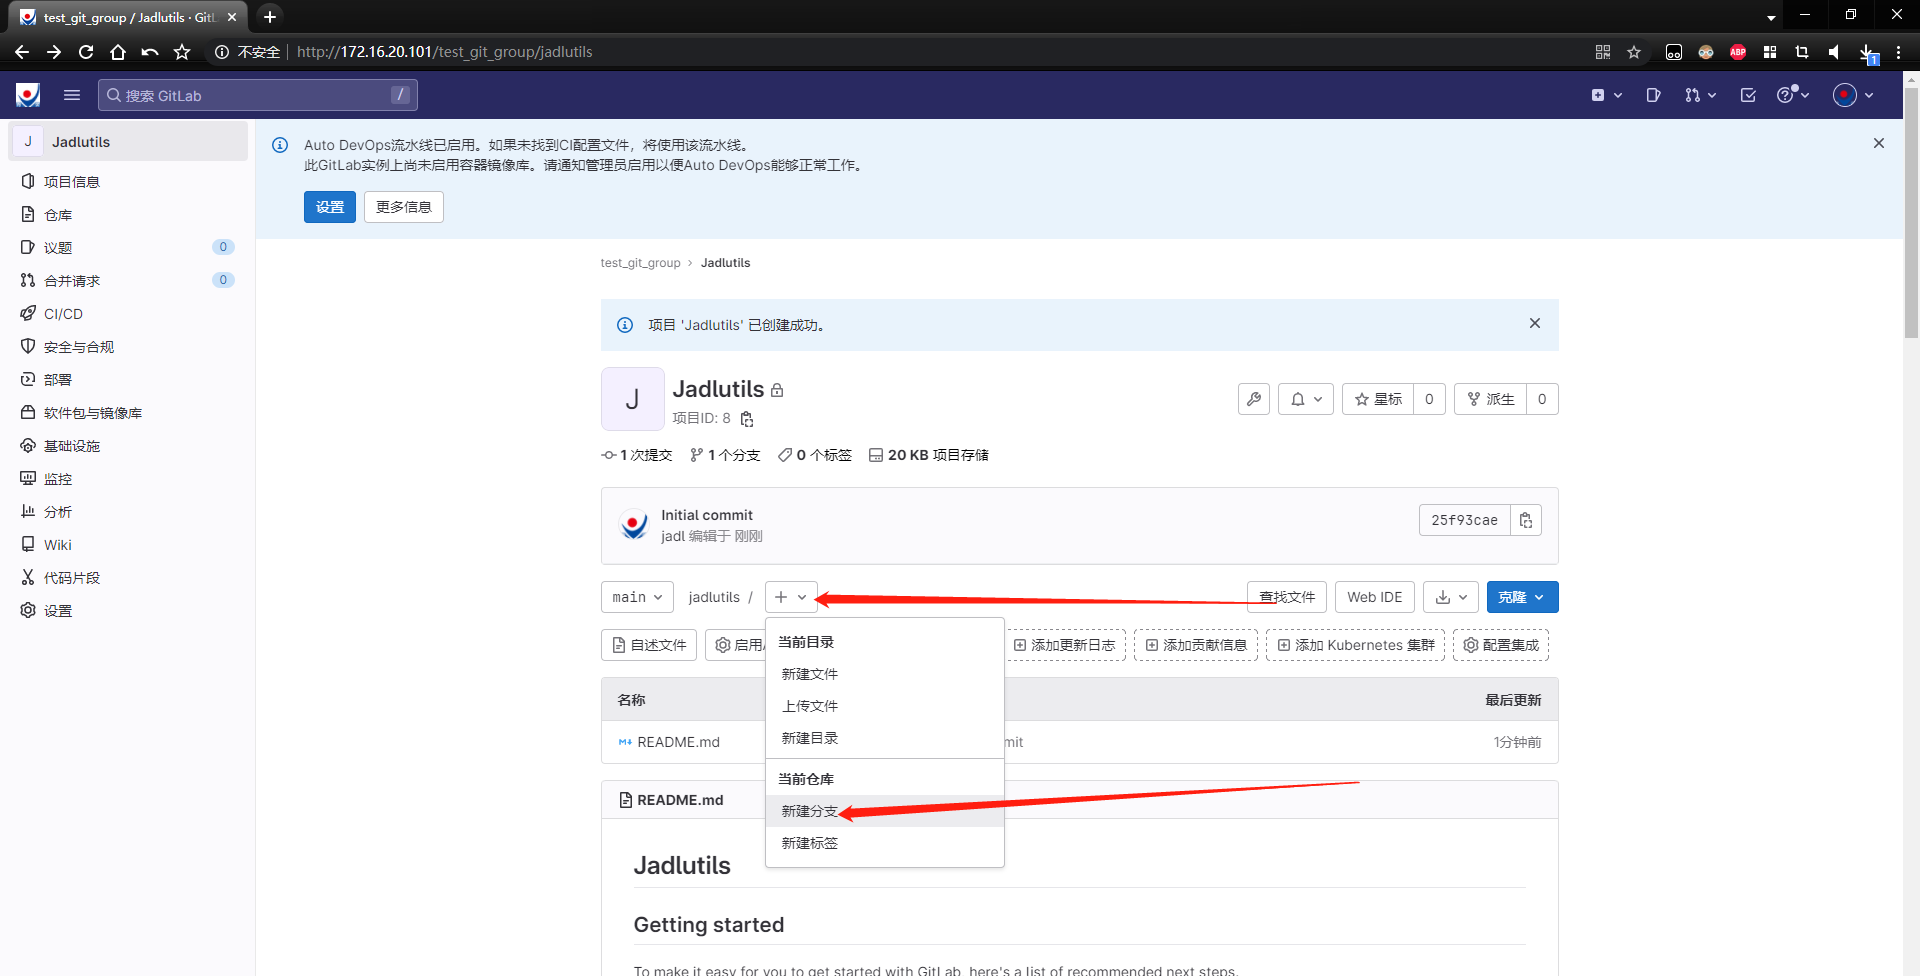 test_git_group / Jadlutils · GitL
不安全
http://172.16.20.101/test_git_group/jadlutils
ABP
1
搜索 GitLab
/
J
Jadlutils
项目信息
仓库
议题
0
合并请求
0
CI/CD
安全与合规
部署
软件包与镜像库
基础设施
监控
分析
Wiki
代码片段
设置
Auto DevOps流水线已启用。如果未找到CI配置文件，将使用该流水线。
此GitLab实例上尚未启用容器镜像库。请通知管理员启用以便Auto DevOps能够正常工作。
设置
更多信息
test_git_group › Jadlutils
项目 'Jadlutils' 已创建成功。
J
Jadlutils
项目ID: 8
星标 0
派生 0
1 次提交
1 个分支
0 个标签
20 KB 项目存储
Initial commit
jadl 编辑于 刚刚
25f93cae
main
jadlutils /
查找文件
Web IDE
克隆
自述文件
启用
添加更新日志
添加贡献信息
添加 Kubernetes 集群
配置集成
当前目录
新建文件
上传文件
新建目录
当前仓库
新建分支
新建标签
名称
最后更新
M+ README.md
mit
1分钟前
README.md
Jadlutils
Getting started
To make it easy for you to get started with GitLab, here's a list of recommended next steps.